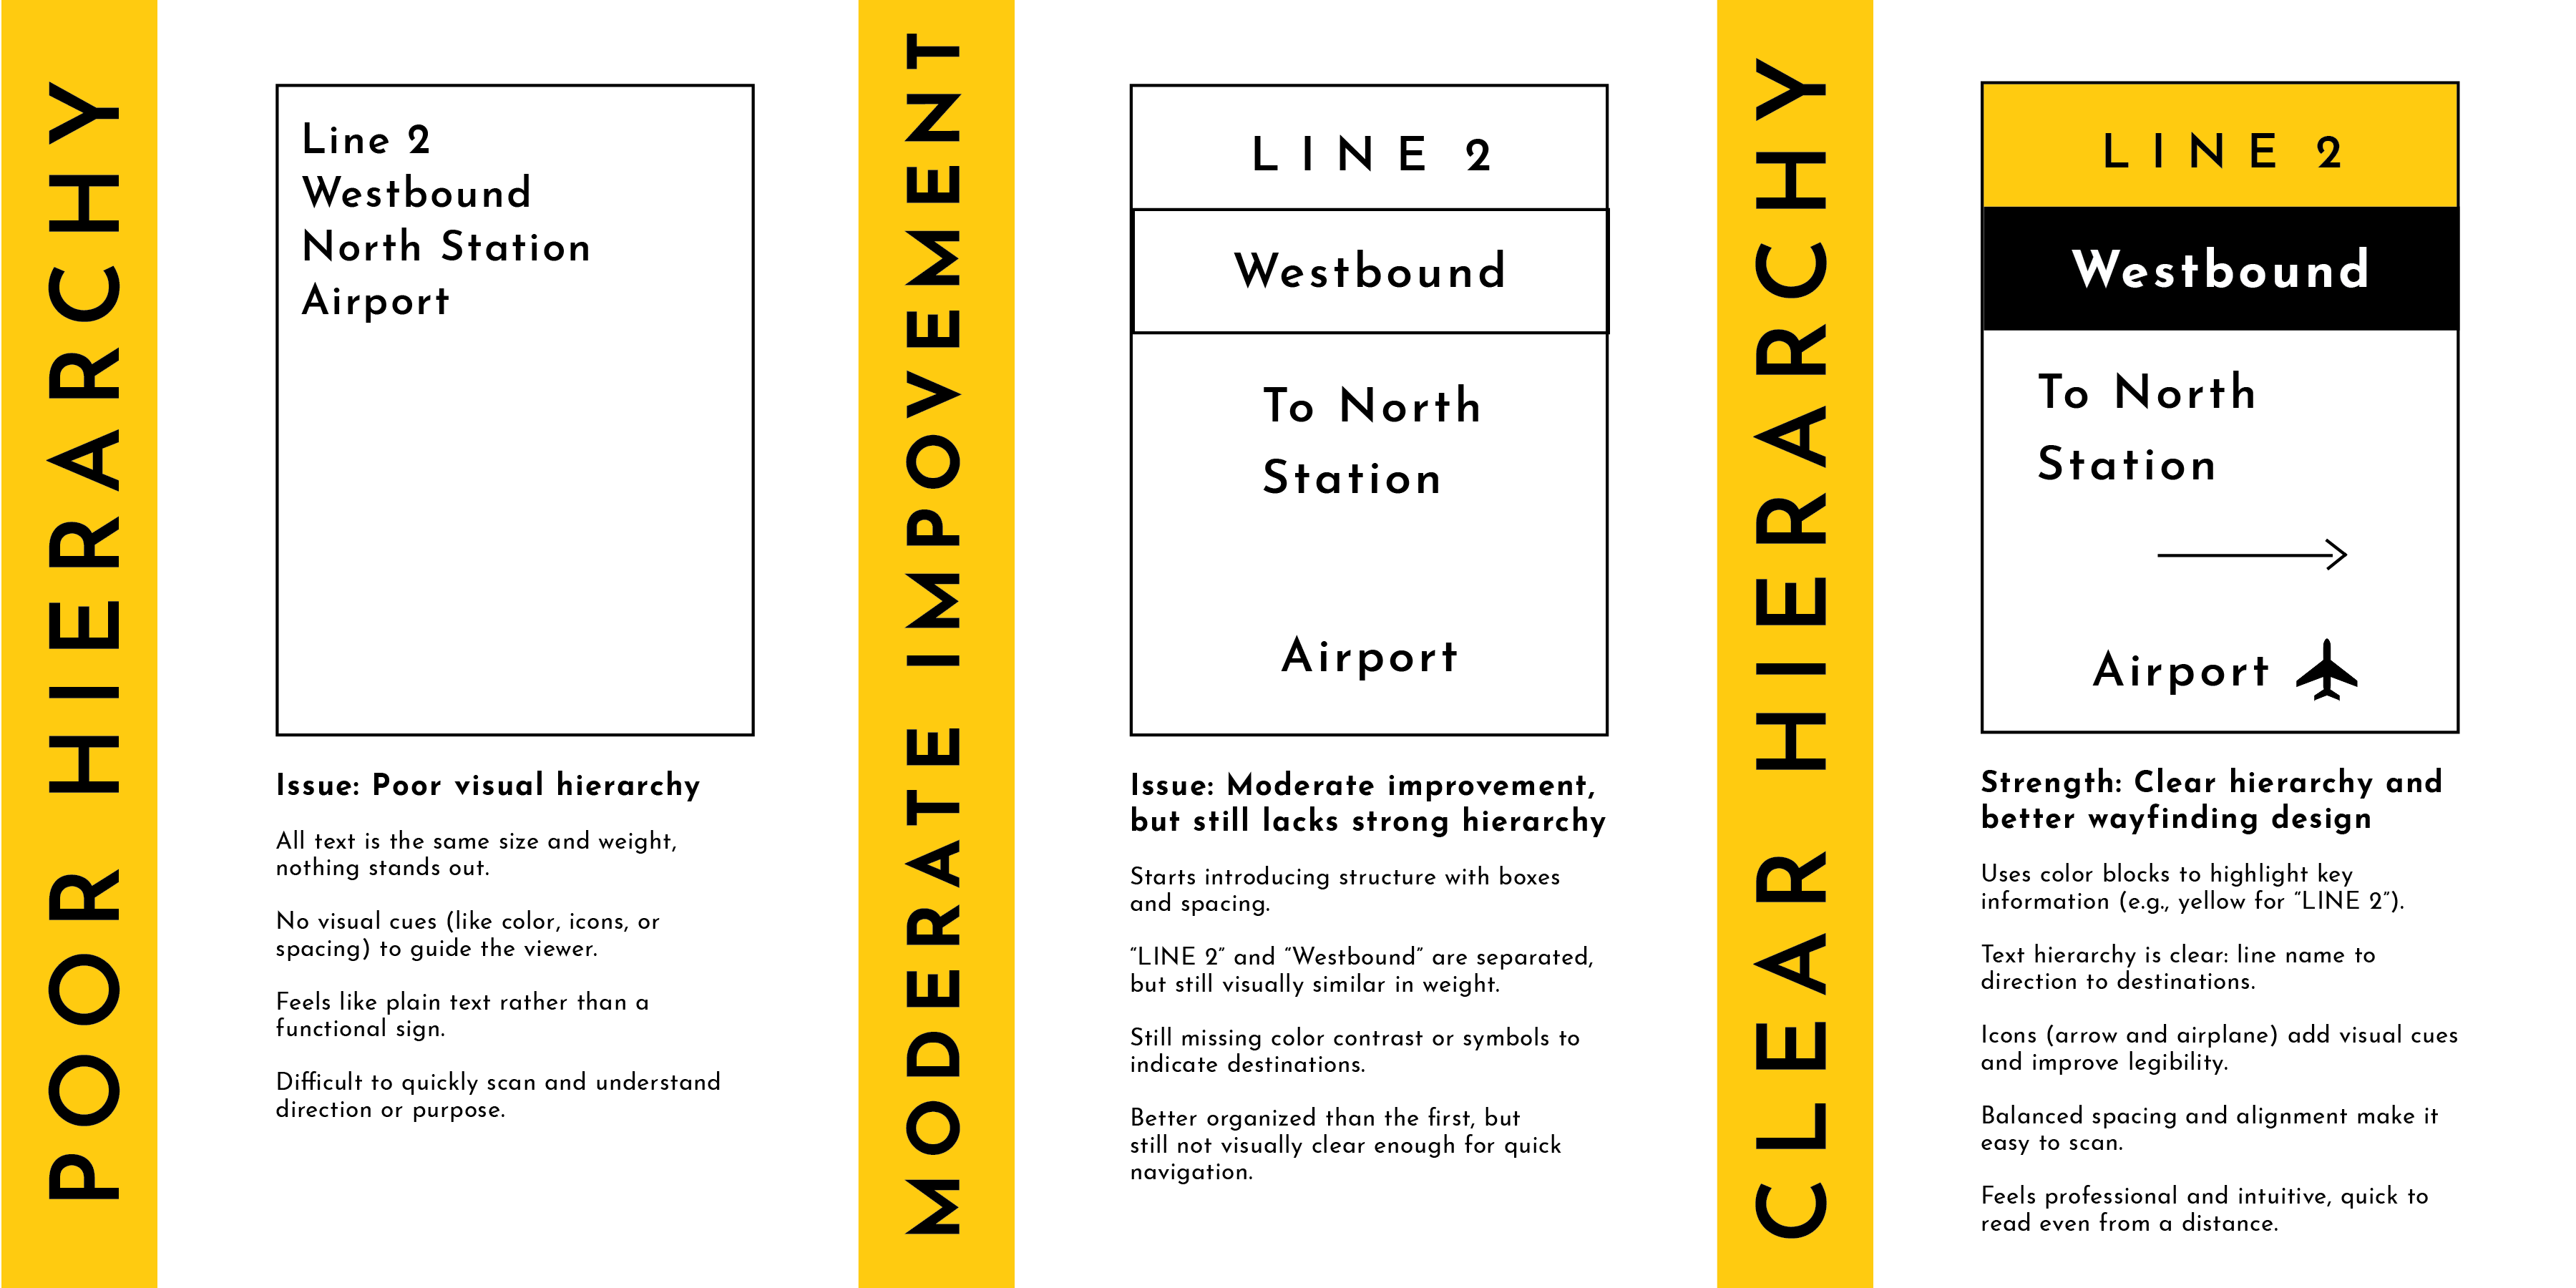 POOR HIERARCHY
Line 2
Westbound
North Station
Airport
Issue: Poor visual hierarchy
All text is the same size and weight,
nothing stands out.
No visual cues (like color, icons, or
spacing) to guide the viewer.
Feels like plain text rather than a
functional sign.
Difficult to quickly scan and understand
direction or purpose.
MODERATE IMPOVEMENT
LINE 2
Westbound
To North
Station
Airport
Issue: Moderate improvement,
but still lacks strong hierarchy
Starts introducing structure with boxes
and spacing.
“LINE 2” and “Westbound” are separated,
but still visually similar in weight.
Still missing color contrast or symbols to
indicate destinations.
Better organized than the first, but
still not visually clear enough for quick
navigation.
CLEAR HIERARCHY
LINE 2
Westbound
To North
Station
Airport
Strength: Clear hierarchy and
better wayfinding design
Uses color blocks to highlight key
information (e.g., yellow for “LINE 2”).
Text hierarchy is clear: line name to
direction to destinations.
Icons (arrow and airplane) add visual cues
and improve legibility.
Balanced spacing and alignment make it
easy to scan.
Feels professional and intuitive, quick to
read even from a distance.